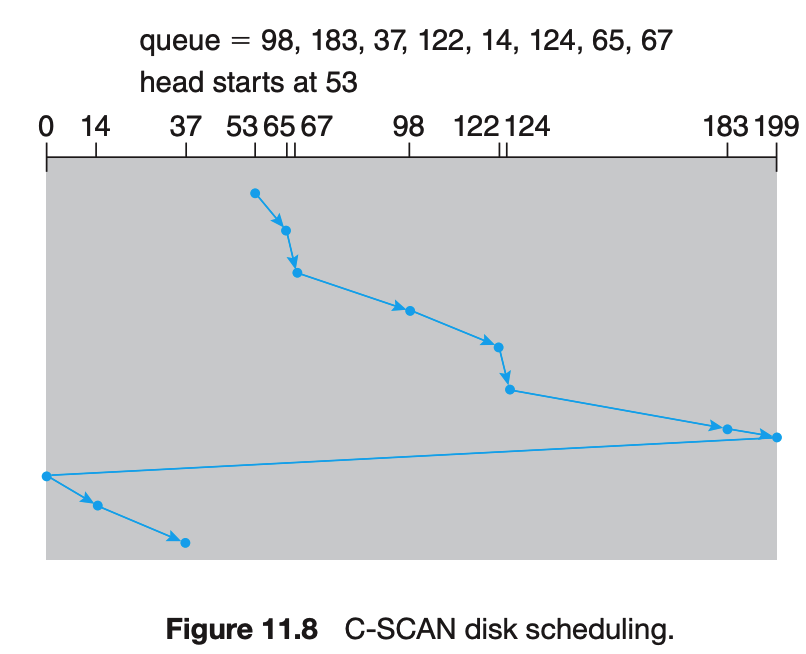 queue = 98, 183, 37, 122, 14, 124, 65, 67
head starts at 53
0 14 37 53 65 67 98 122 124 183 199
Figure 11.8 C-SCAN disk scheduling.